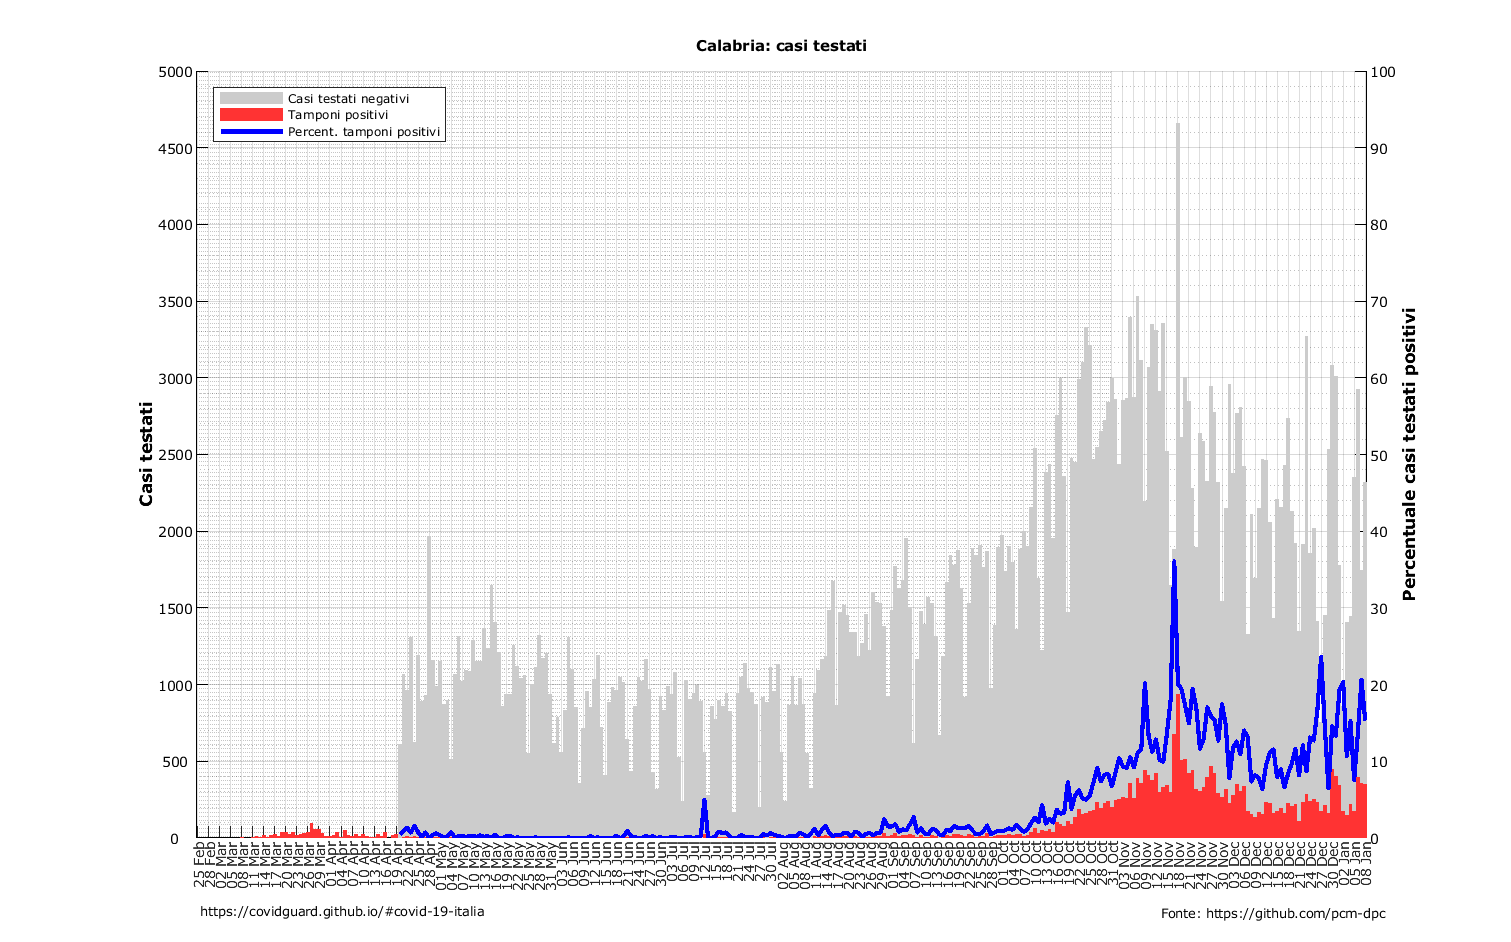 Calabria: casi testati
Casi testati negativi
Tamponi positivi
Percent. tamponi positivi
5000
4500
4000
3500
3000
2500
2000
1500
1000
500
0
Casi testati
100
90
80
70
60
50
40
30
20
10
0
Percentuale casi testati positivi
25 Feb
28 Feb
02 Mar
05 Mar
08 Mar
11 Mar
14 Mar
17 Mar
20 Mar
23 Mar
26 Mar
29 Mar
01 Apr
04 Apr
07 Apr
10 Apr
13 Apr
16 Apr
19 Apr
22 Apr
25 Apr
28 Apr
01 May
04 May
07 May
10 May
13 May
16 May
19 May
22 May
25 May
28 May
31 May
03 Jun
06 Jun
09 Jun
12 Jun
15 Jun
18 Jun
21 Jun
24 Jun
27 Jun
30 Jun
03 Jul
06 Jul
09 Jul
12 Jul
15 Jul
18 Jul
21 Jul
24 Jul
27 Jul
30 Jul
02 Aug
05 Aug
08 Aug
11 Aug
14 Aug
17 Aug
20 Aug
23 Aug
26 Aug
29 Aug
01 Sep
04 Sep
07 Sep
10 Sep
13 Sep
16 Sep
19 Sep
22 Sep
25 Sep
28 Sep
01 Oct
04 Oct
07 Oct
10 Oct
13 Oct
16 Oct
19 Oct
22 Oct
25 Oct
28 Oct
31 Oct
03 Nov
06 Nov
09 Nov
12 Nov
15 Nov
18 Nov
21 Nov
24 Nov
27 Nov
30 Nov
03 Dec
06 Dec
09 Dec
12 Dec
15 Dec
18 Dec
21 Dec
24 Dec
27 Dec
30 Dec
02 Jan
05 Jan
08 Jan
https://covidguard.github.io/#covid-19-italia
Fonte: https://github.com/pcm-dpc